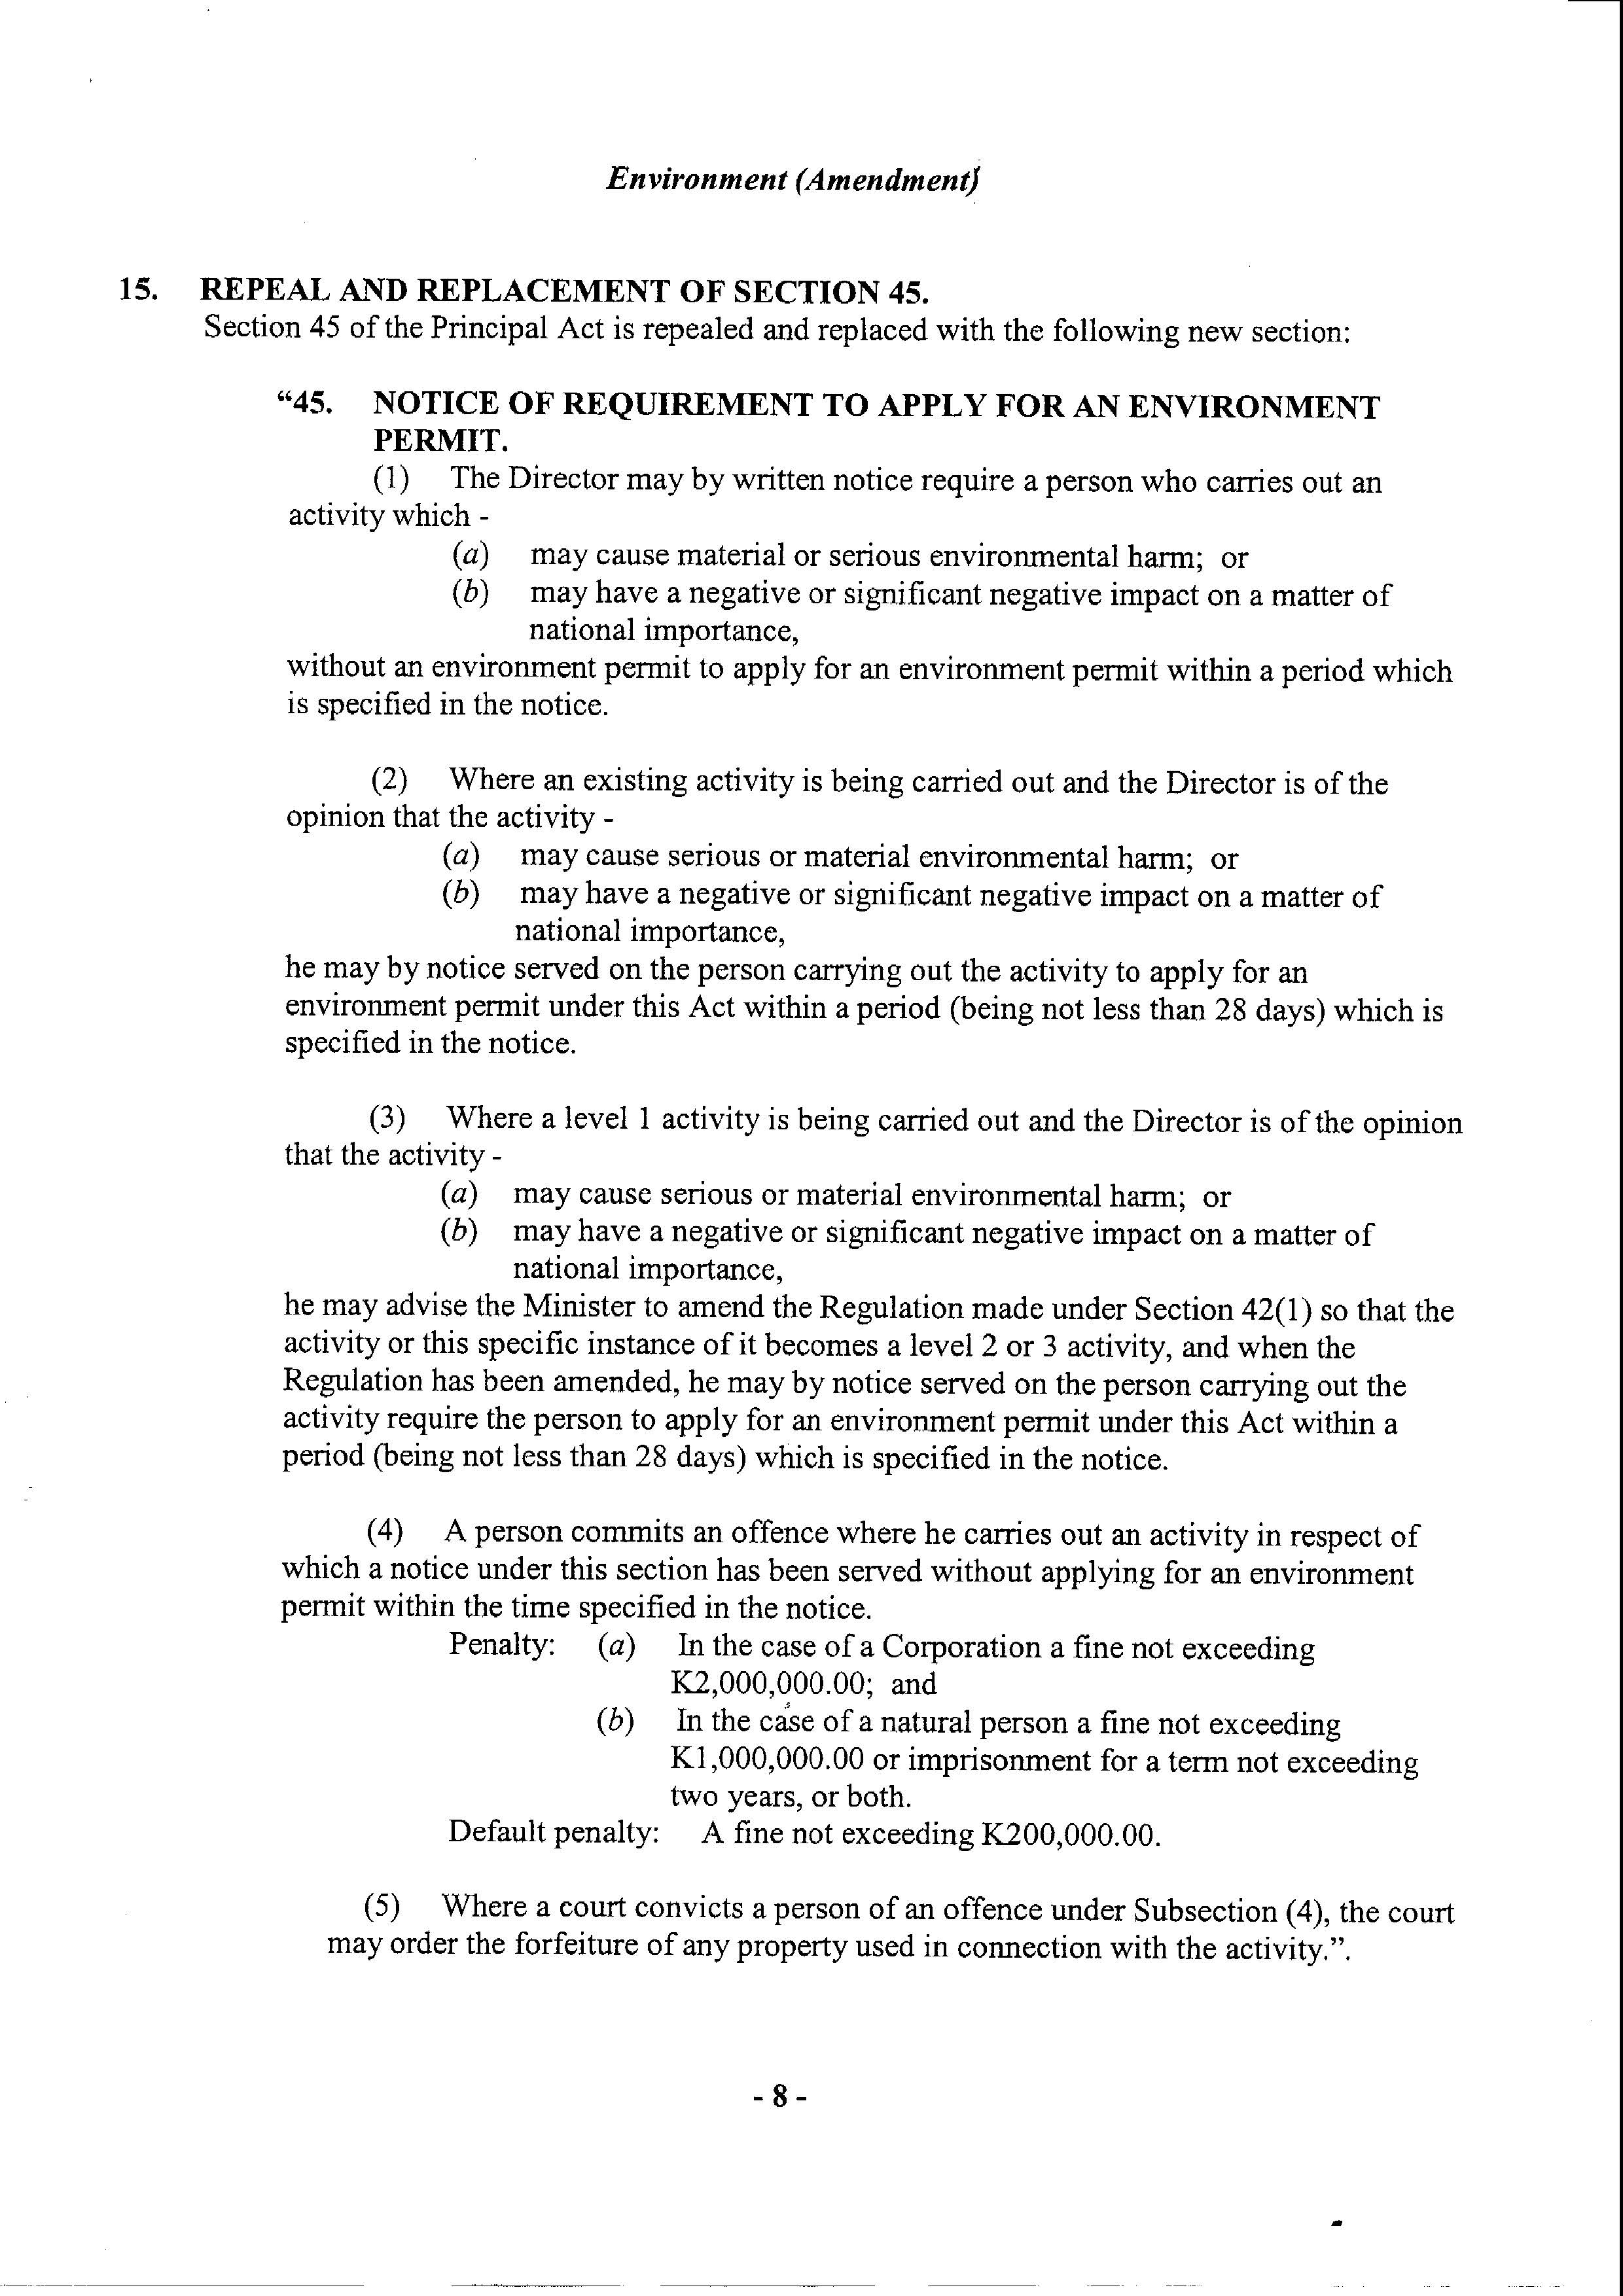 Environment (Amendment)
15. REPEAL AND REPLACEMENT OF SECTION 45.
Section 45 of the Principal Act is repealed and replaced with the following new section:
“45. NOTICE OF REQUIREMENT TO APPLY FOR AN ENVIRONMENT
PERMIT.
(1) The Director may by written notice require a person who carries out an
activity which -
(a) may cause material or serious environmental harm; or
(b) may have a negative or significant negative impact on a matter of
national importance,
without an environment permit to apply for an environment permit within a period which
is specified in the notice.
(2) Where an existing activity is being carried out and the Director is of the
opinion that the activity -
(a) may cause serious or material environmental harm; or
(b) may have a negative or significant negative impact on a matter of
national importance,
he may by notice served on the person carrying out the activity to apply for an
environment permit under this Act within a period (being not less than 28 days) which is
specified in the notice.
(3) Where a level 1 activity is being carried out and the Director is of the opinion
that the activity -
(a) may cause serious or material environmental harm; or
(b) may have a negative or significant negative impact on a matter of
national importance,
he may advise the Minister to amend the Regulation made under Section 42(1) so that the
activity or this specific instance of it becomes a level 2 or 3 activity, and when the
Regulation has been amended, he may by notice served on the person carrying out the
activity require the person to apply for an environment permit under this Act within a
period (being not less than 28 days) which is specified in the notice.
(4) A person commits an offence where he carries out an activity in respect of
which a notice under this section has been served without applying for an environment
permit within the time specified in the notice.
Penalty: (a) In the case of a Corporation a fine not exceeding
K2,000,000.00; and
(b) In the case of a natural person a fine not exceeding
K1,000,000.00 or imprisonment for a term not exceeding
two years, or both.
Default penalty: A fine not exceeding K200,000.00.
(5) Where a court convicts a person of an offence under Subsection (4), the court
may order the forfeiture of any property used in connection with the activity.”.
- 8 -